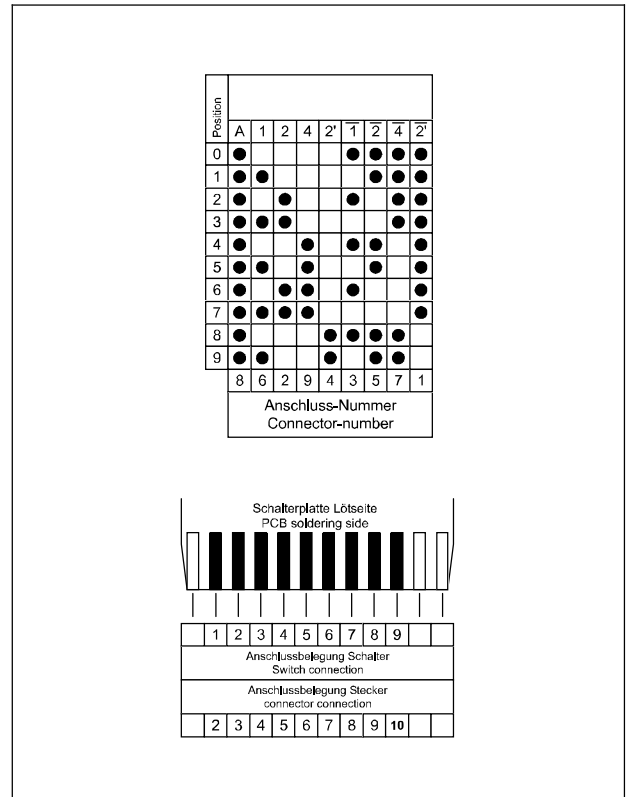 Position
A 1 2 4 2' 1̅ 2̅ 4̅ 2̅'
0
1
2
3
4
5
6
7
8
9
8 6 2 9 4 3 5 7 1
Anschluss-Nummer
Connector-number
Schalterplatte Lötseite
PCB soldering side
1 2 3 4 5 6 7 8 9
Anschlussbelegung Schalter
Switch connection
Anschlussbelegung Stecker
connector connection
2 3 4 5 6 7 8 9 10